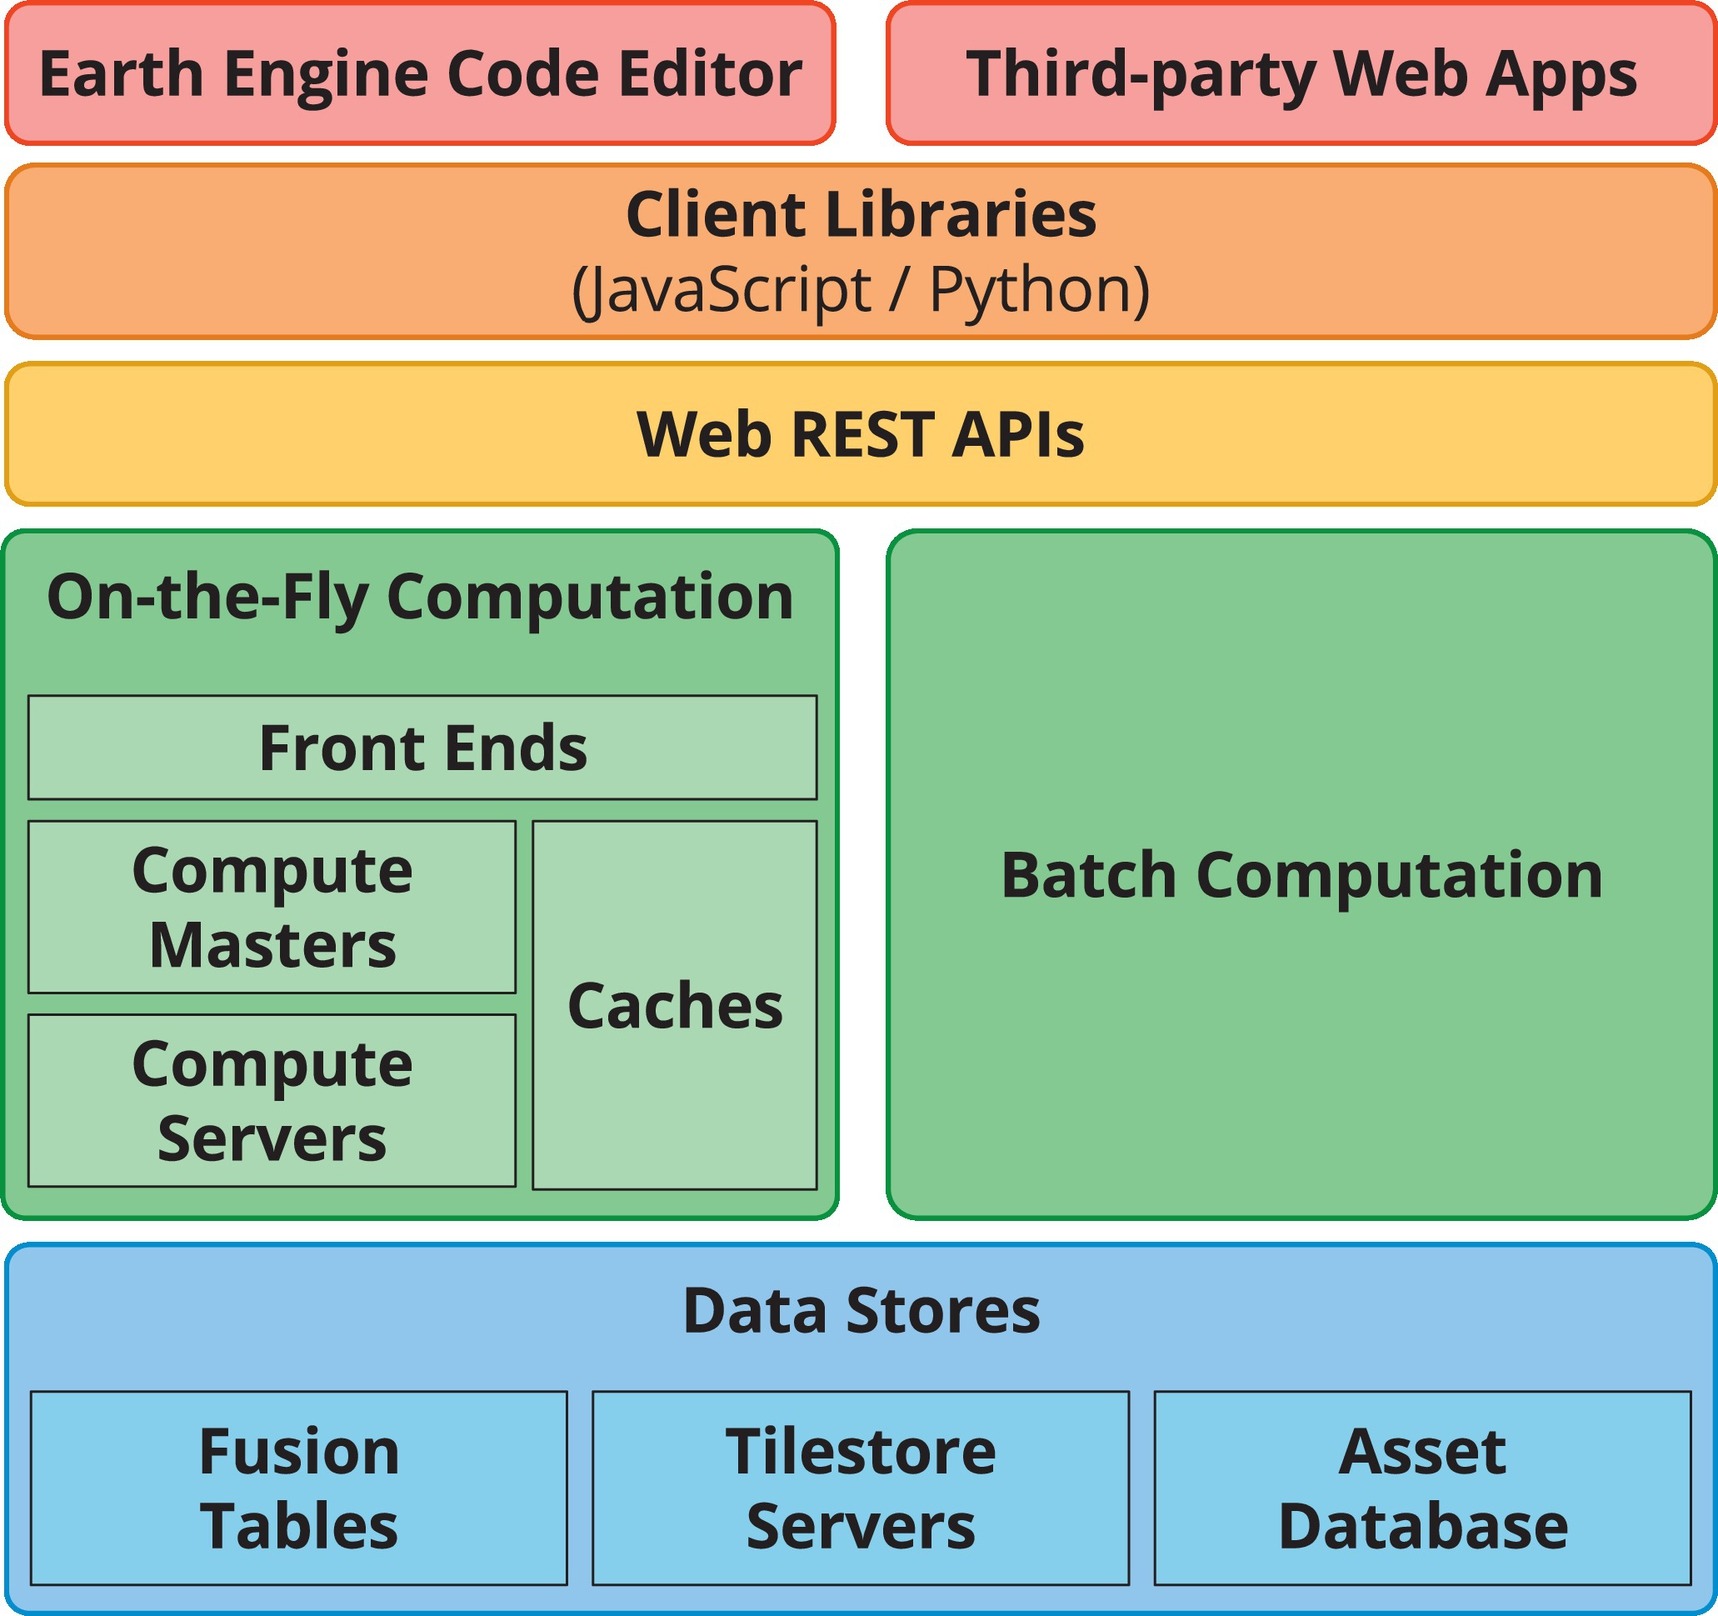 Earth Engine Code Editor
Third-party Web Apps
Client Libraries
(JavaScript / Python)
Web REST APIs
On-the-Fly Computation
Front Ends
Compute
Masters
Caches
Compute
Servers
Batch Computation
Data Stores
Fusion
Tables
Tilestore
Servers
Asset
Database